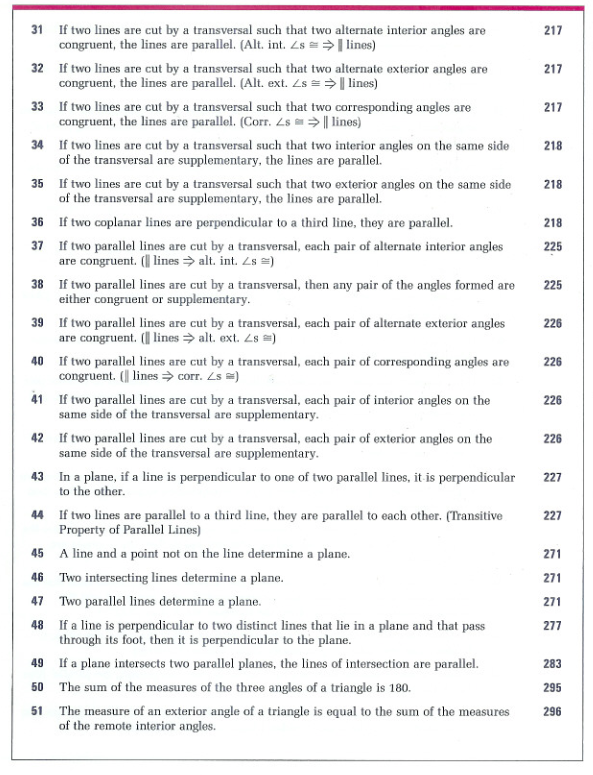 31 If two lines are cut by a transversal such that two alternate interior angles are 217
congruent, the lines are parallel. (Alt. int. ∠s ≅ ⇒ ∥ lines)
32 If two lines are cut by a transversal such that two alternate exterior angles are 217
congruent, the lines are parallel. (Alt. ext. ∠s ≅ ⇒ ∥ lines)
33 If two lines are cut by a transversal such that two corresponding angles are 217
congruent, the lines are parallel. (Corr. ∠s ≅ ⇒ ∥ lines)
34 If two lines are cut by a transversal such that two interior angles on the same side 218
of the transversal are supplementary, the lines are parallel.
35 If two lines are cut by a transversal such that two exterior angles on the same side 218
of the transversal are supplementary, the lines are parallel.
36 If two coplanar lines are perpendicular to a third line, they are parallel. 218
37 If two parallel lines are cut by a transversal, each pair of alternate interior angles 225
are congruent. (∥ lines ⇒ alt. int. ∠s ≅)
38 If two parallel lines are cut by a transversal, then any pair of the angles formed are 225
either congruent or supplementary.
39 If two parallel lines are cut by a transversal, each pair of alternate exterior angles 226
are congruent. (∥ lines ⇒ alt. ext. ∠s ≅)
40 If two parallel lines are cut by a transversal, each pair of corresponding angles are 226
congruent. (∥ lines ⇒ corr. ∠s ≅)
41 If two parallel lines are cut by a transversal, each pair of interior angles on the 226
same side of the transversal are supplementary.
42 If two parallel lines are cut by a transversal, each pair of exterior angles on the 226
same side of the transversal are supplementary.
43 In a plane, if a line is perpendicular to one of two parallel lines, it is perpendicular 227
to the other.
44 If two lines are parallel to a third line, they are parallel to each other. (Transitive 227
Property of Parallel Lines)
45 A line and a point not on the line determine a plane. 271
46 Two intersecting lines determine a plane. 271
47 Two parallel lines determine a plane. 271
48 If a line is perpendicular to two distinct lines that lie in a plane and that pass 277
through its foot, then it is perpendicular to the plane.
49 If a plane intersects two parallel planes, the lines of intersection are parallel. 283
50 The sum of the measures of the three angles of a triangle is 180. 295
51 The measure of an exterior angle of a triangle is equal to the sum of the measures 296
of the remote interior angles.